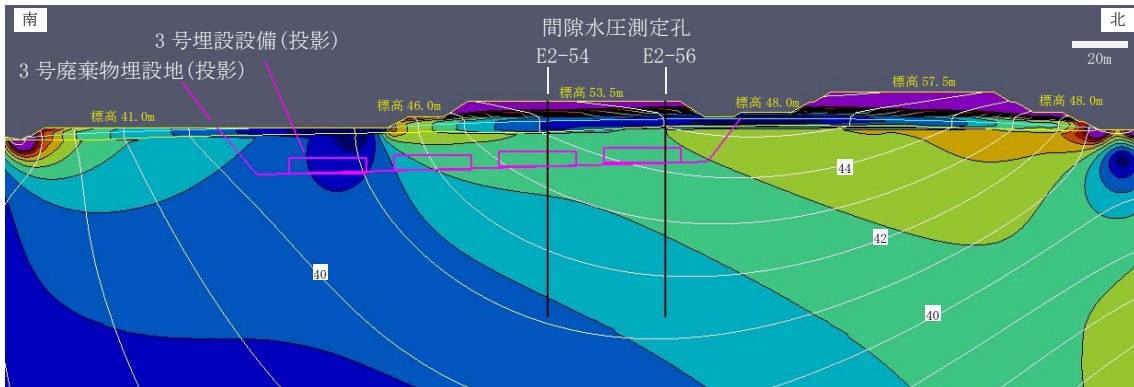 南
北
間隙水圧測定孔
3号埋設設備(投影)
E2-54
E2-56
20m
3号廃棄物埋設地(投影)
標高 57.5m
標高 53.5m
標高 46.0m
標高 48.0m
標高 48.0m
標高 41.0m
44
42
40
40